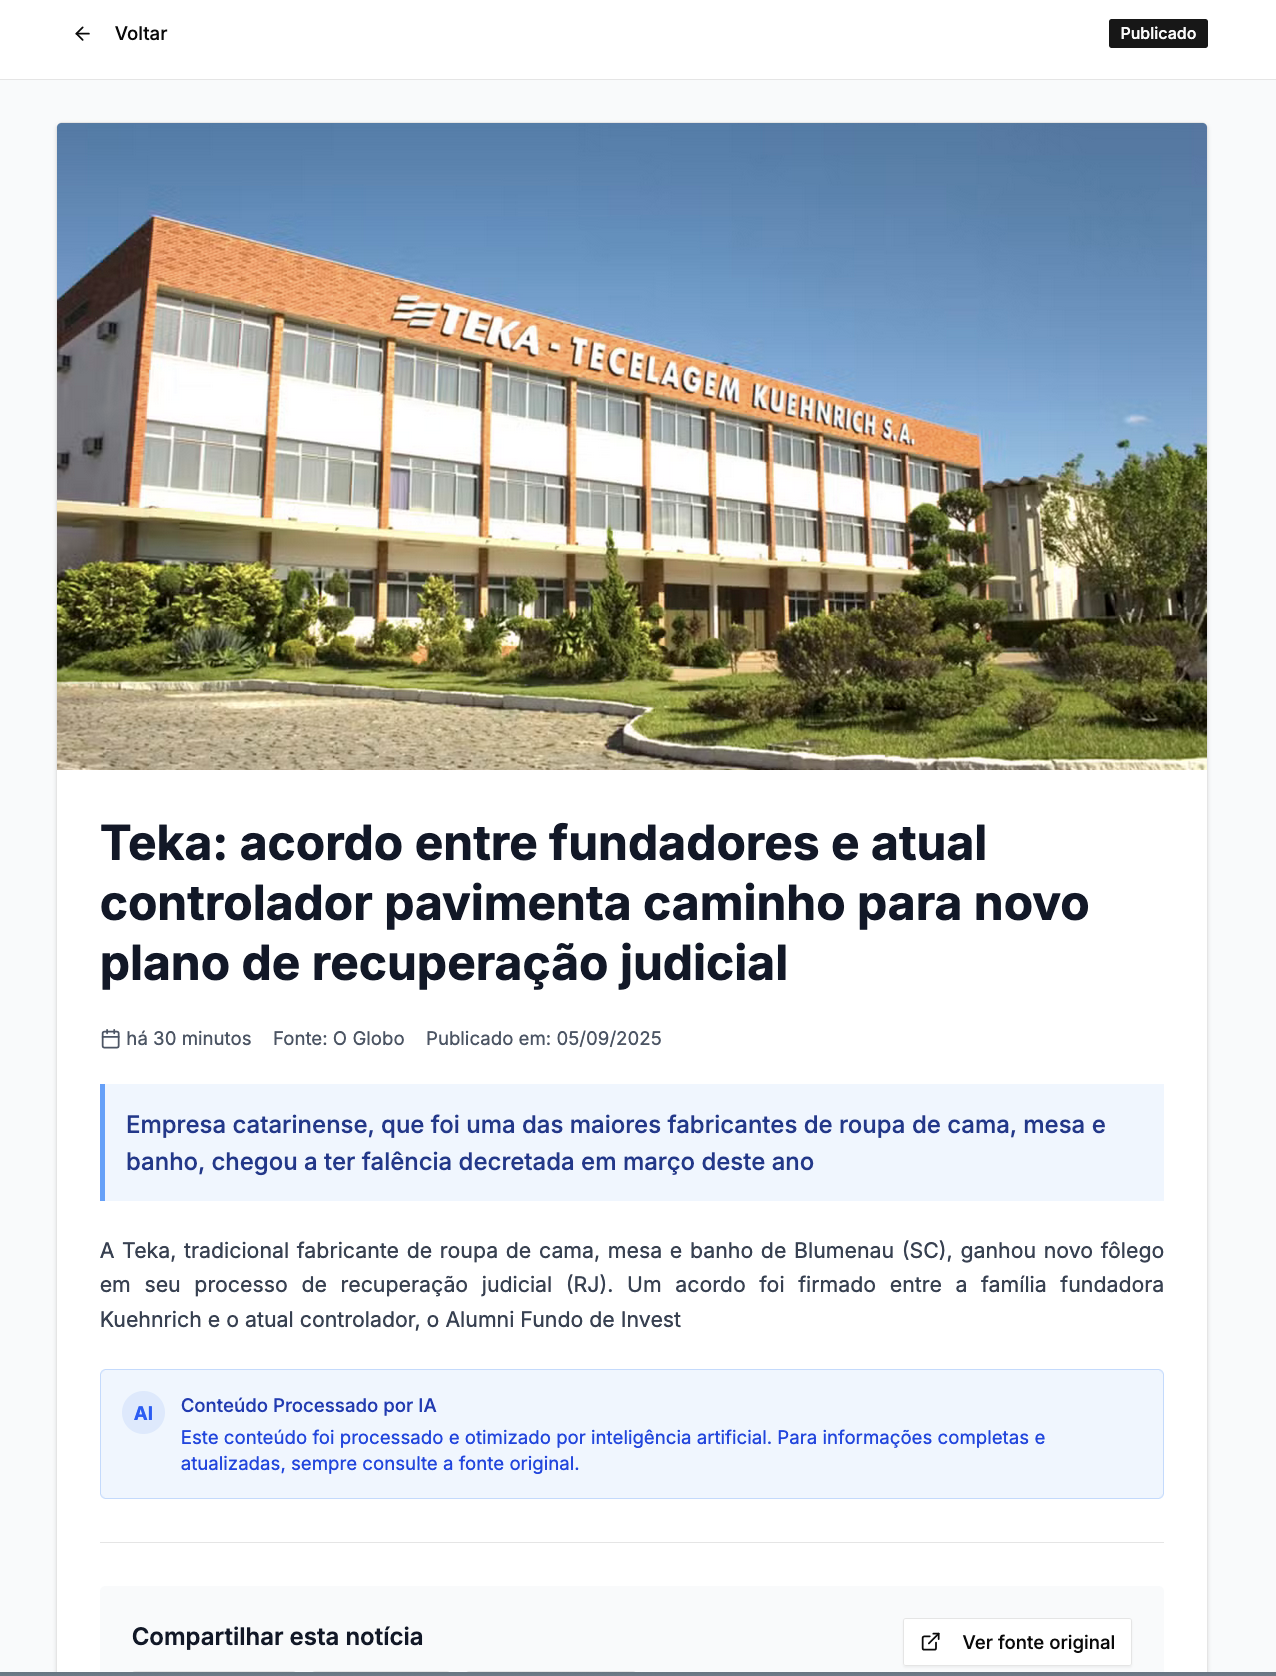 Voltar
Publicado
TEKA - TECELAGEM KUEHNRICH S.A.
Teka: acordo entre fundadores e atual
controlador pavimenta caminho para novo
plano de recuperação judicial
há 30 minutos Fonte: O Globo Publicado em: 05/09/2025
Empresa catarinense, que foi uma das maiores fabricantes de roupa de cama, mesa e
banho, chegou a ter falência decretada em março deste ano
A Teka, tradicional fabricante de roupa de cama, mesa e banho de Blumenau (SC), ganhou novo fôlego
em seu processo de recuperação judicial (RJ). Um acordo foi firmado entre a família fundadora
Kuehnrich e o atual controlador, o Alumni Fundo de Invest
AI
Conteúdo Processado por IA
Este conteúdo foi processado e otimizado por inteligência artificial. Para informações completas e
atualizadas, sempre consulte a fonte original.
Compartilhar esta notícia
Ver fonte original